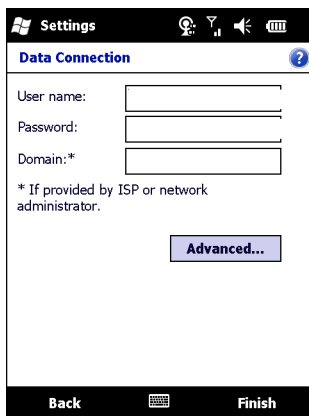 Settings
Data Connection
User name:
Password:
Domain:*
* If provided by ISP or network
administrator.
Advanced...
Back
Finish